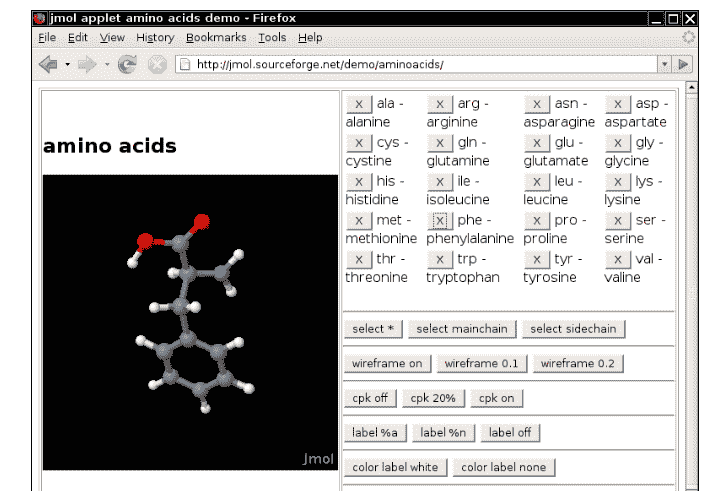 jmol applet amino acids demo - Firefox
File Edit View History Bookmarks Tools Help
http://jmol.sourceforge.net/demo/aminoacids/
amino acids
Jmol
x ala - x arg - x asn - x asp -
alanine arginine asparagine aspartate
x cys - x gln - x glu - x gly -
cystine glutamine glutamate glycine
x his - x ile - x leu - x lys -
histidine isoleucine leucine lysine
x met - x phe - x pro - x ser -
methionine phenylalanine proline serine
x thr - x trp - x tyr - x val -
threonine tryptophan tyrosine valine
select * select mainchain select sidechain
wireframe on wireframe 0.1 wireframe 0.2
cpk off cpk 20% cpk on
label %a label %n label off
color label white color label none